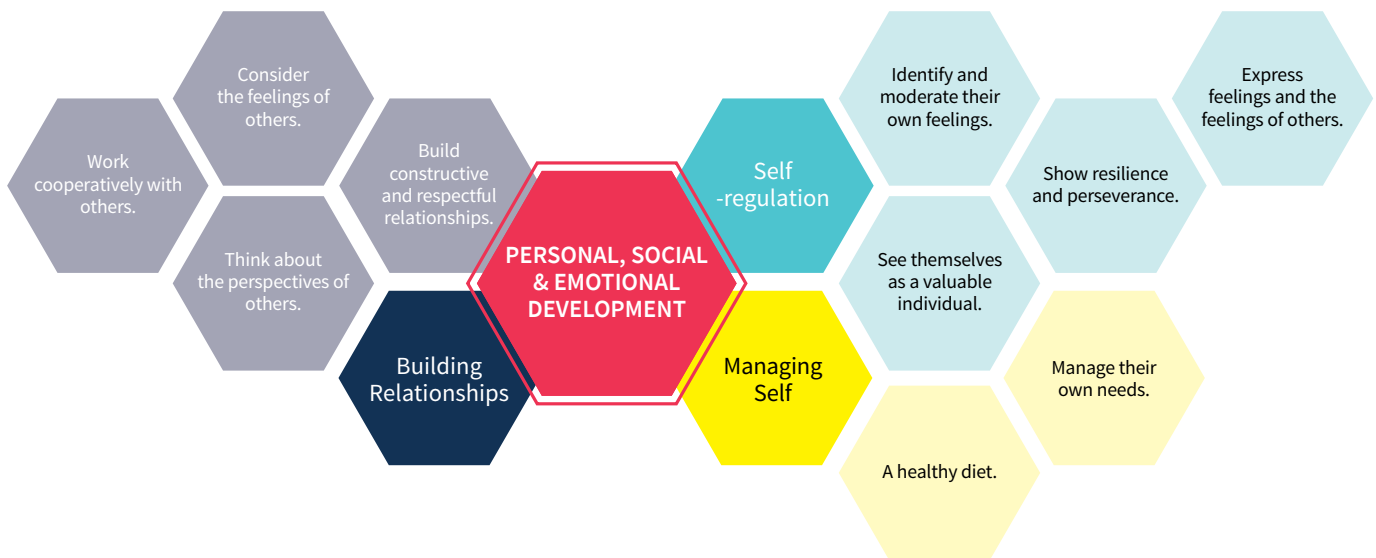 Consider
the feelings of
others.
Work
cooperatively with
others.
Build
constructive
and respectful
relationships.
Think about
the perspectives of
others.
Building
Relationships
PERSONAL, SOCIAL
& EMOTIONAL
DEVELOPMENT
Self
-regulation
Managing
Self
Identify and
moderate their
own feelings.
Express
feelings and the
feelings of others.
Show resilience
and perseverance.
See themselves
as a valuable
individual.
Manage their
own needs.
A healthy diet.